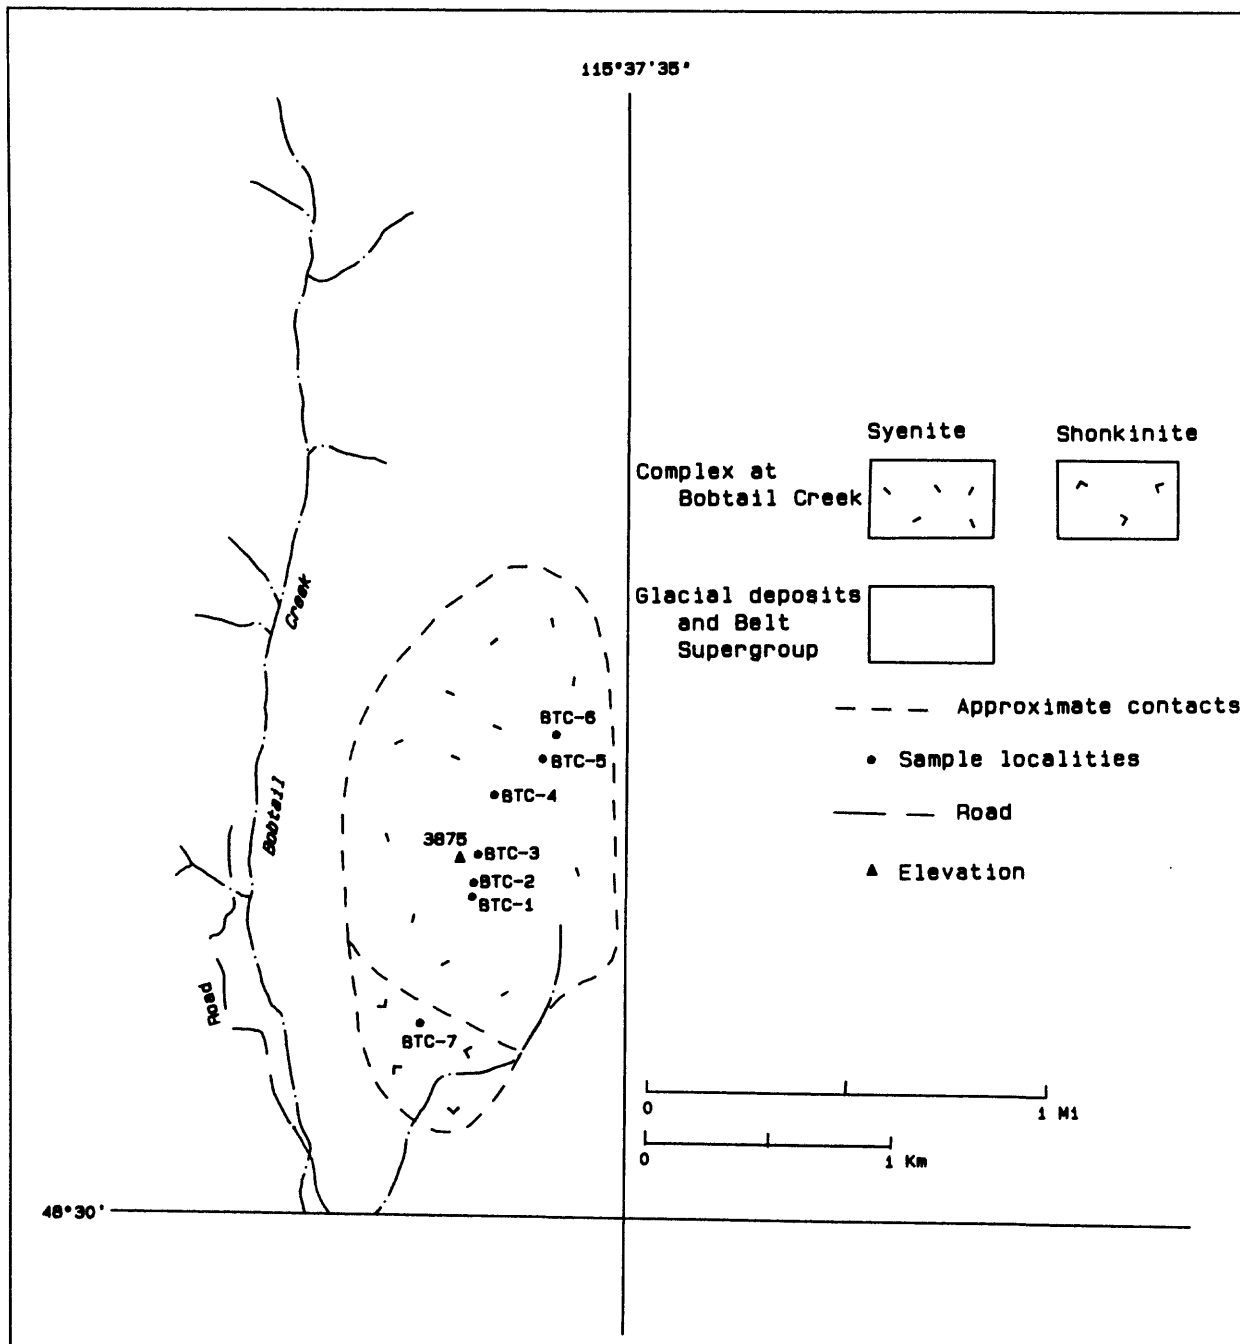 115°37'35"
Syenite
Shonkinite
Complex at
Bobtail Creek
Glacial deposits
and Belt
Supergroup
Approximate contacts
Sample localities
Road
Elevation
Creek
Bobtail
Road
BTC-6
BTC-5
BTC-4
3875
BTC-3
BTC-2
BTC-1
BTC-7
0
1 Mi
0
1 Km
48°30'